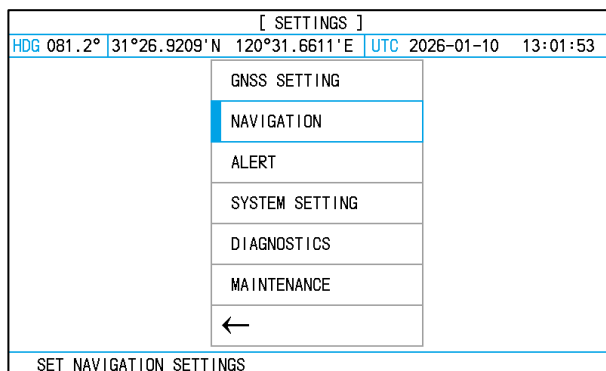 [ SETTINGS ]
HDG 081.2° 31°26.9209'N 120°31.6611'E UTC 2026-01-10 13:01:53
GNSS SETTING
NAVIGATION
ALERT
SYSTEM SETTING
DIAGNOSTICS
MAINTENANCE
←
SET NAVIGATION SETTINGS